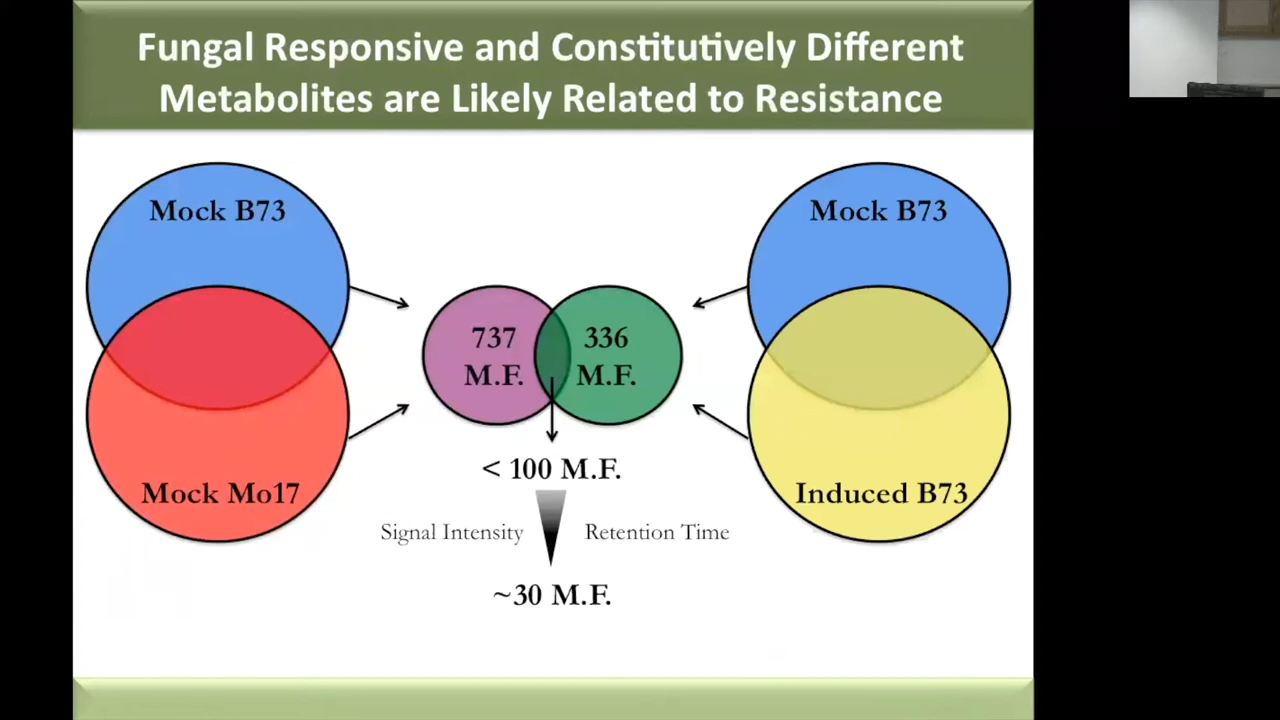 Fungal Responsive and Constitutively Different
Metabolites are Likely Related to Resistance
Mock B73
Mock Mo17
737
M.F.
336
M.F.
< 100 M.F.
Signal Intensity
Retention Time
~30 M.F.
Mock B73
Induced B73